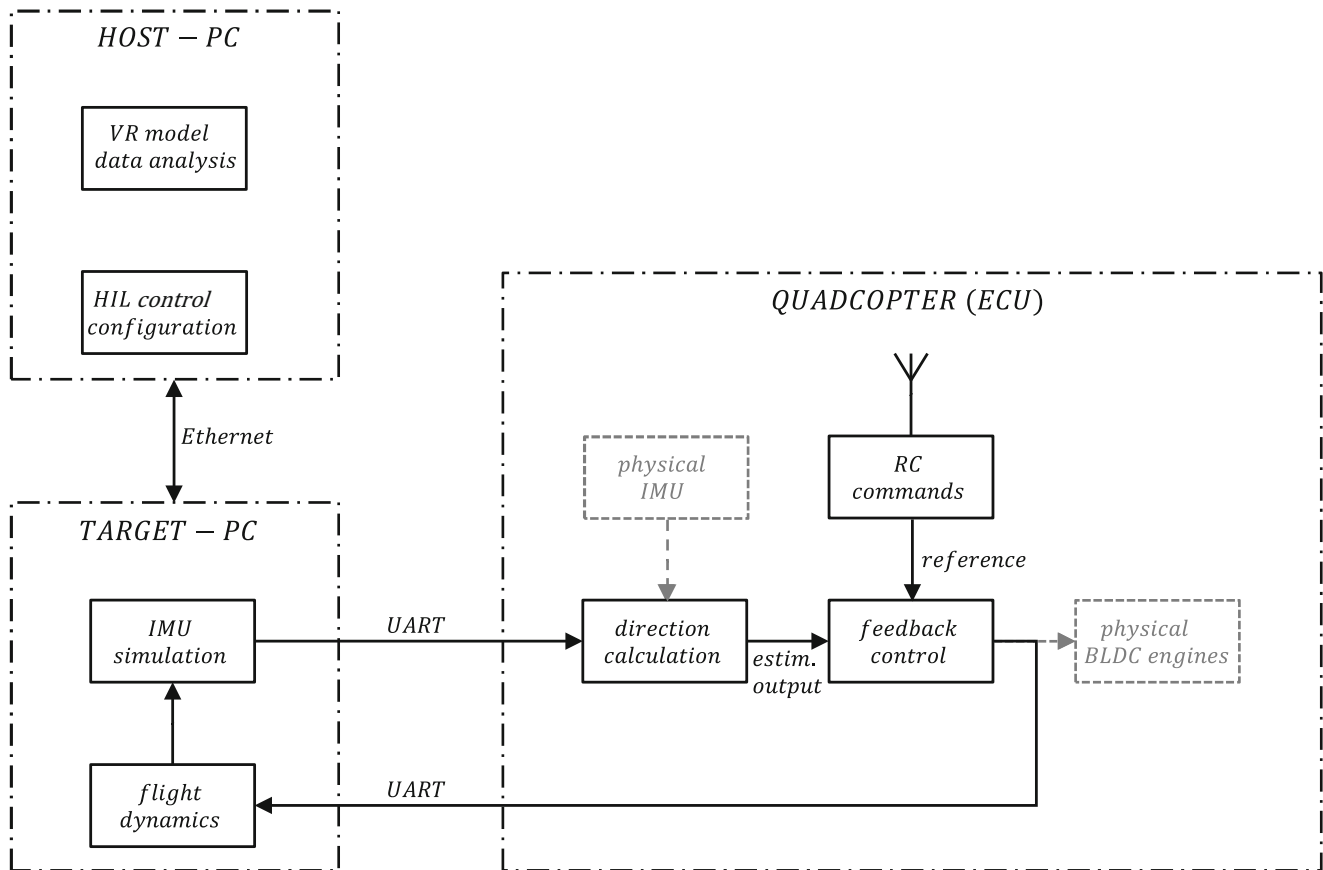 HOST – PC
VR model
data analysis
HIL control
configuration
Ethernet
TARGET – PC
IMU
simulation
flight
dynamics
UART
UART
QUADCOPTER (ECU)
physical
IMU
RC
commands
reference
direction
calculation
estim.
output
feedback
control
physical
BLDC engines